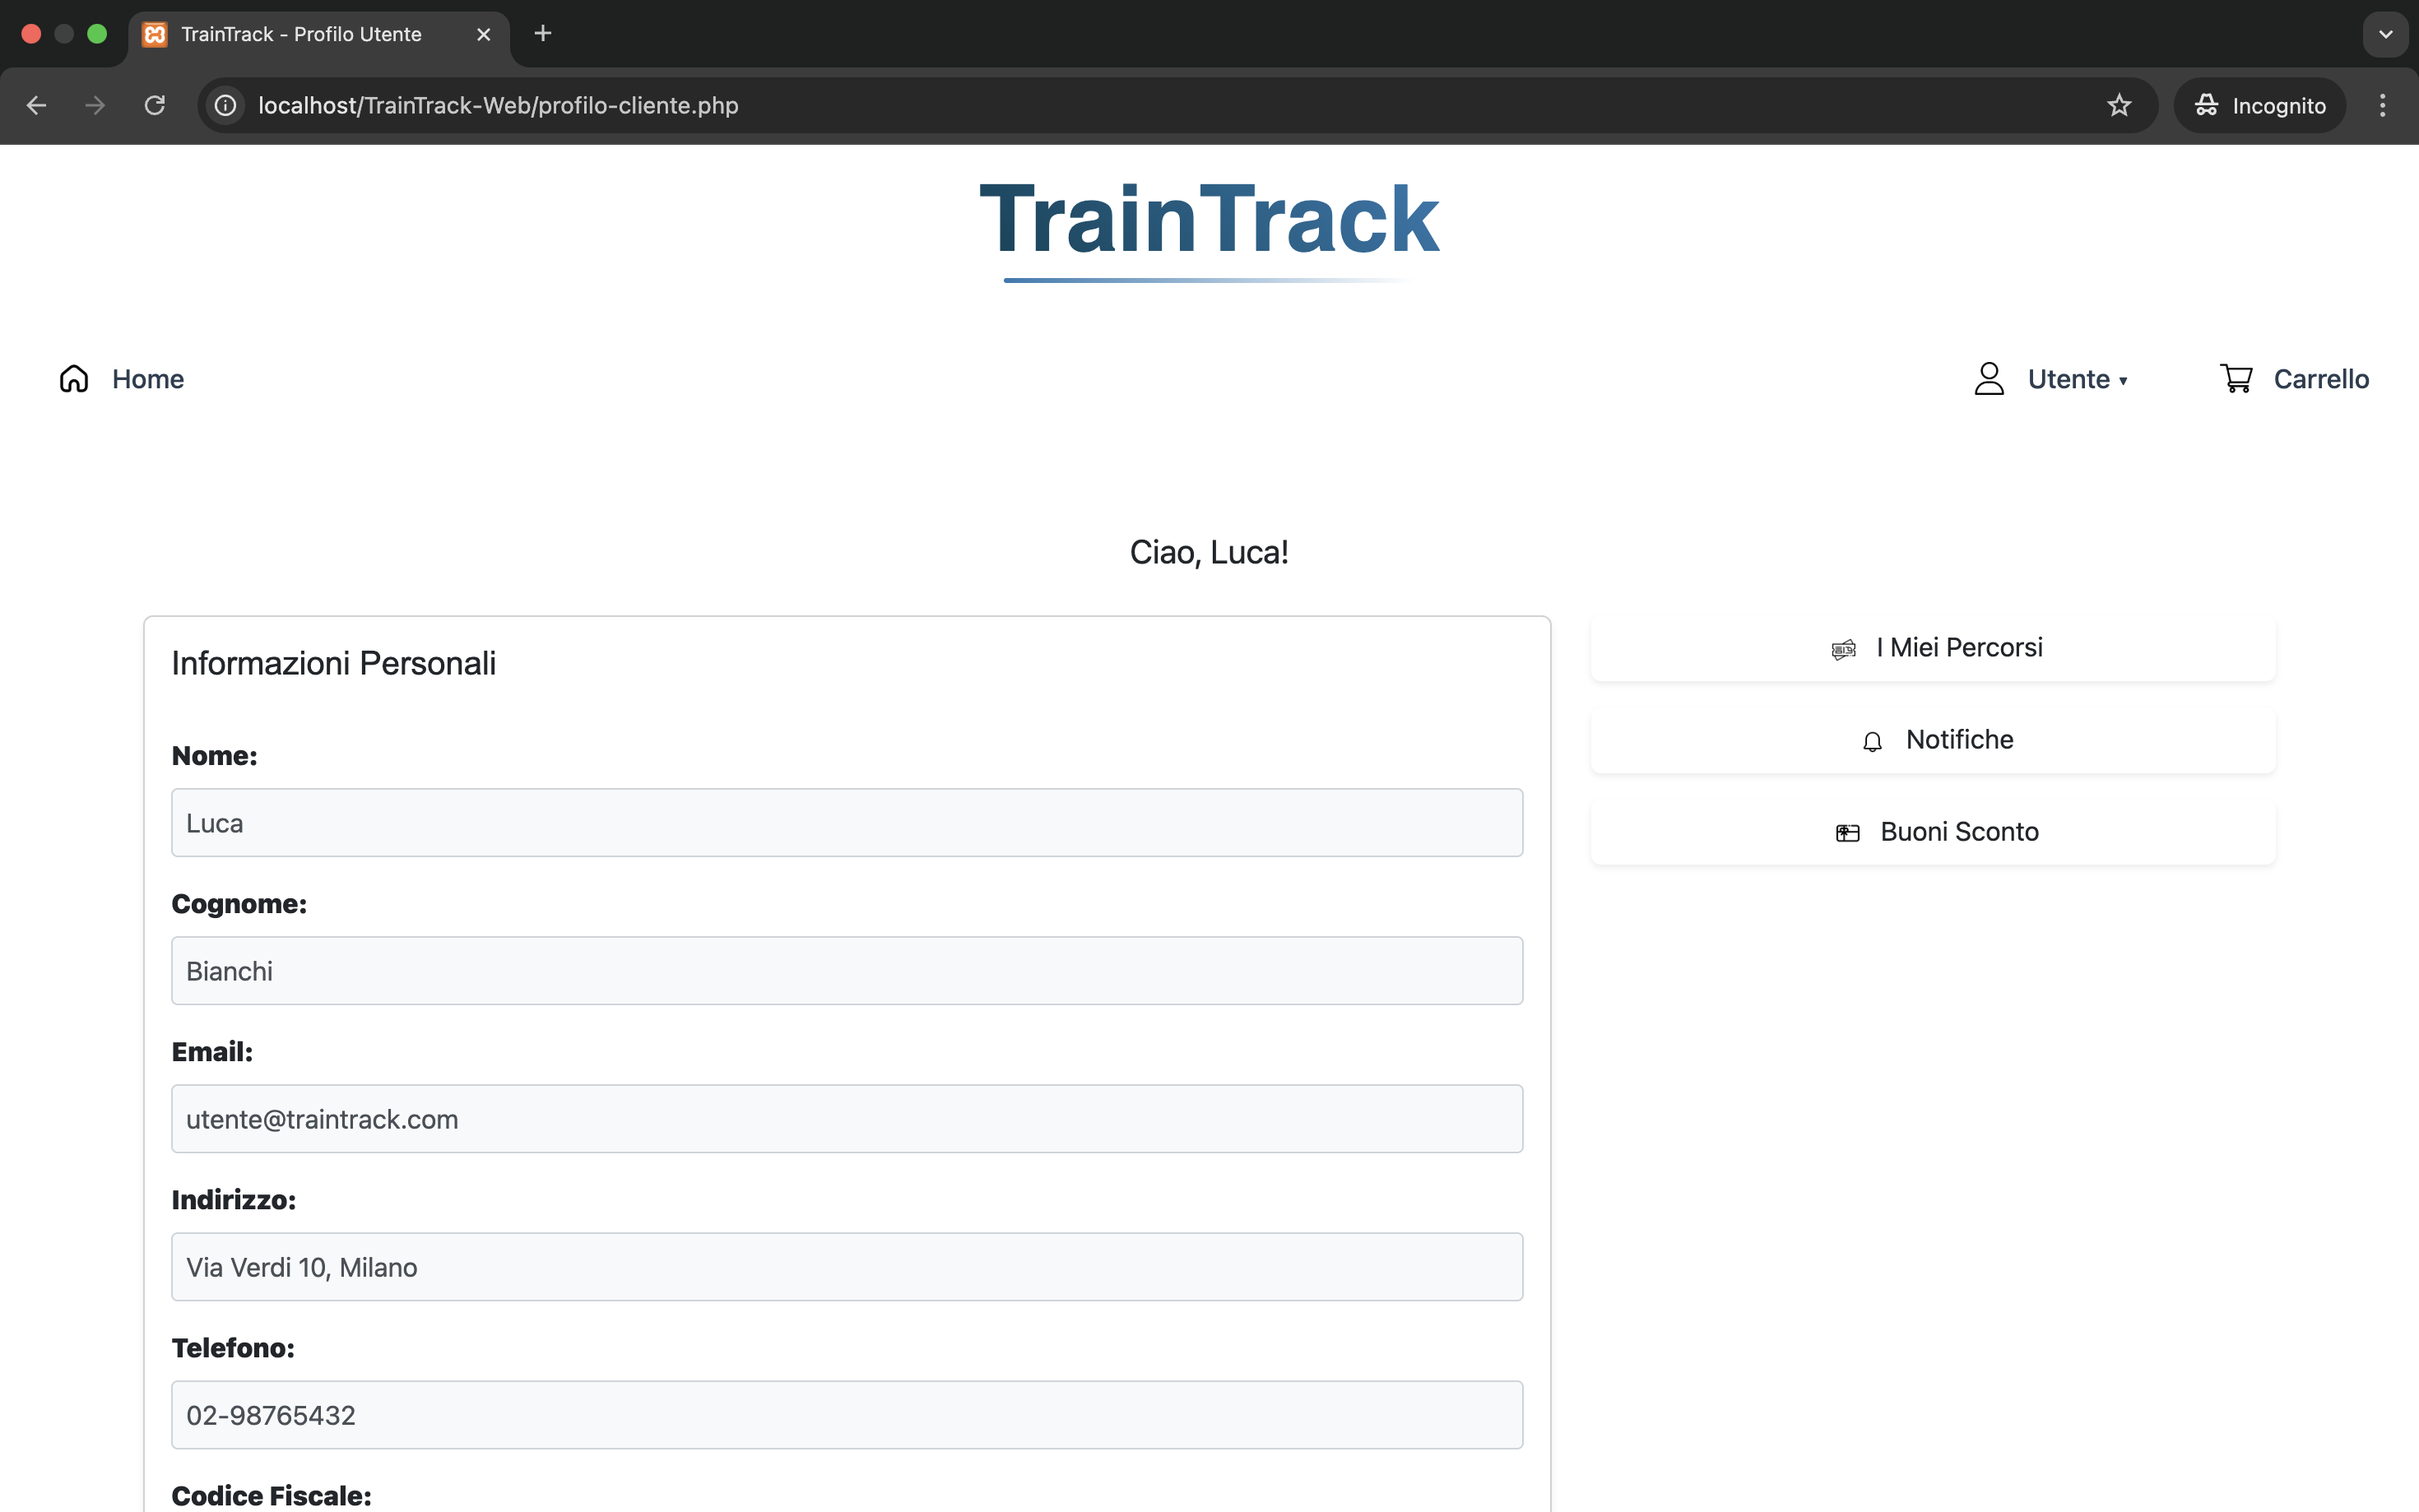 TrainTrack - Profilo Utente
localhost/TrainTrack-Web/profilo-cliente.php
Incognito
TrainTrack
Home
Utente ▾
Carrello
Ciao, Luca!
Informazioni Personali
Nome:
Luca
Cognome:
Bianchi
Email:
utente@traintrack.com
Indirizzo:
Via Verdi 10, Milano
Telefono:
02-98765432
Codice Fiscale:
I Miei Percorsi
Notifiche
Buoni Sconto